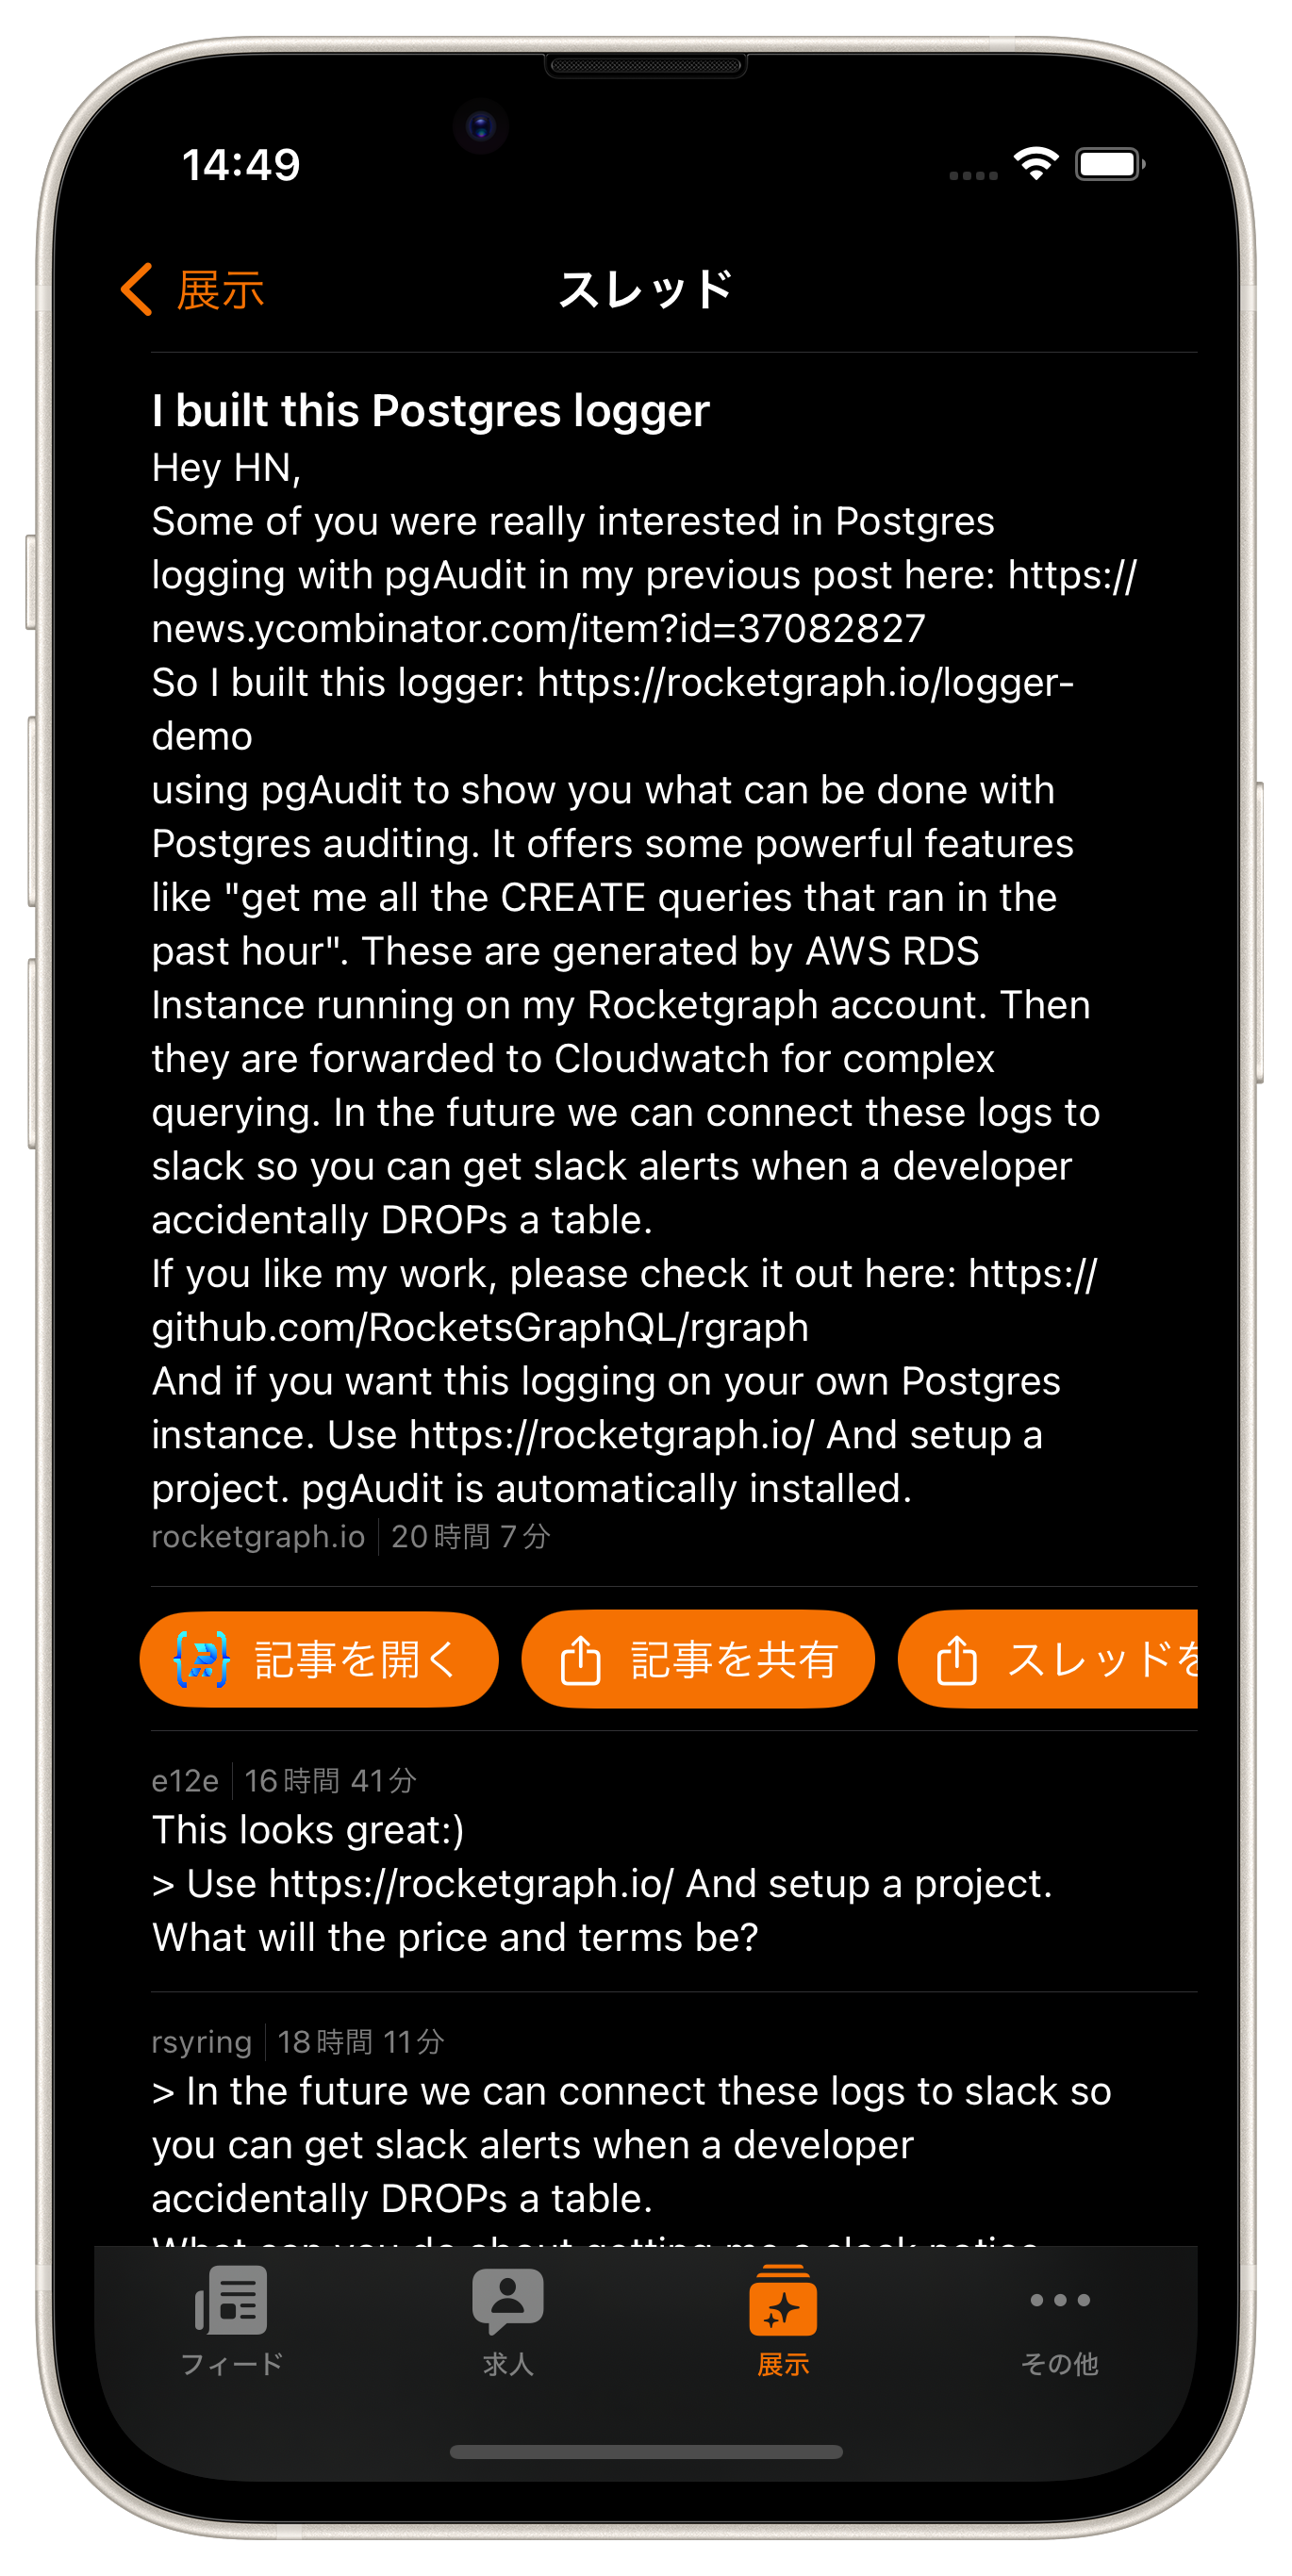 14:49
展示
スレッド
I built this Postgres logger
Hey HN,
Some of you were really interested in Postgres
logging with pgAudit in my previous post here: https://
news.ycombinator.com/item?id=37082827
So I built this logger: https://rocketgraph.io/logger-
demo
using pgAudit to show you what can be done with
Postgres auditing. It offers some powerful features
like "get me all the CREATE queries that ran in the
past hour". These are generated by AWS RDS
Instance running on my Rocketgraph account. Then
they are forwarded to Cloudwatch for complex
querying. In the future we can connect these logs to
slack so you can get slack alerts when a developer
accidentally DROPs a table.
If you like my work, please check it out here: https://
github.com/RocketsGraphQL/rgraph
And if you want this logging on your own Postgres
instance. Use https://rocketgraph.io/ And setup a
project. pgAudit is automatically installed.
rocketgraph.io 20時間 7分
記事を開く 記事を共有 スレッドを
e12e 16時間 41分
This looks great:)
> Use https://rocketgraph.io/ And setup a project.
What will the price and terms be?
rsyring 18時間 11分
> In the future we can connect these logs to slack so
you can get slack alerts when a developer
accidentally DROPs a table.
What can you do about getting me a slack notice
フィード 求人 展示 その他